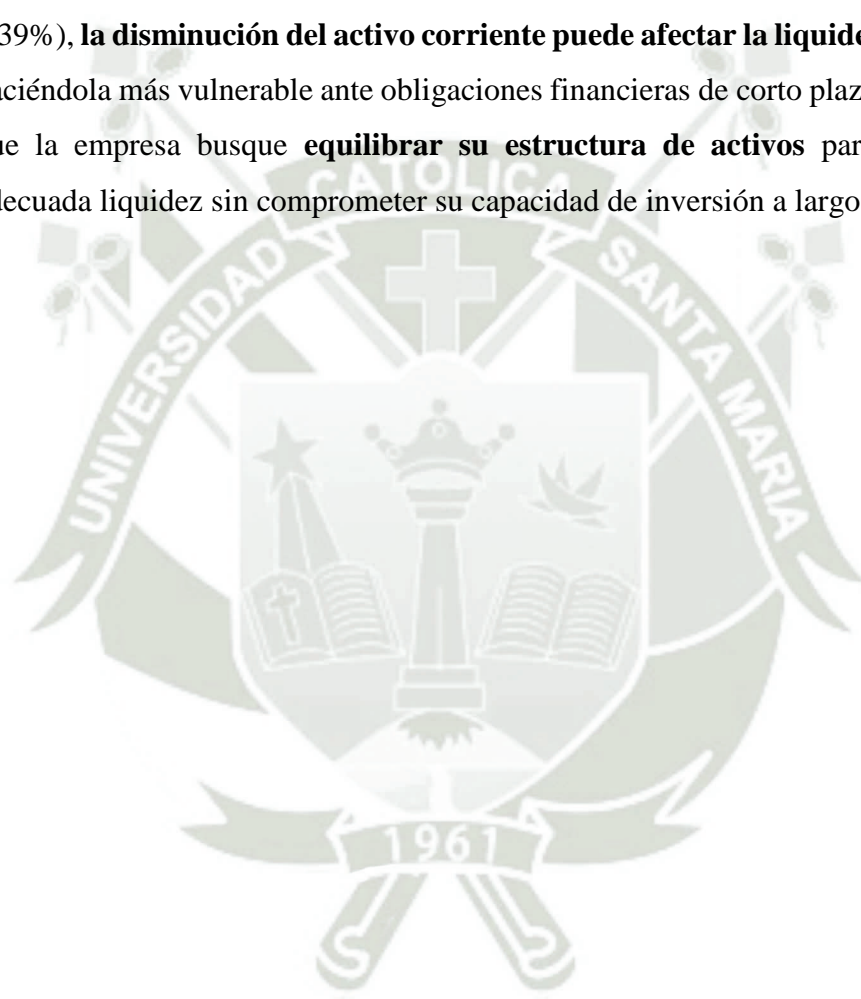 39%), la disminución del activo corriente puede afectar la liquide
aciéndola más vulnerable ante obligaciones financieras de corto plaz
ue la empresa busque equilibrar su estructura de activos par
decuada liquidez sin comprometer su capacidad de inversión a largo
UNIVERSIDAD CATOLICA SANTA MARIA
1961